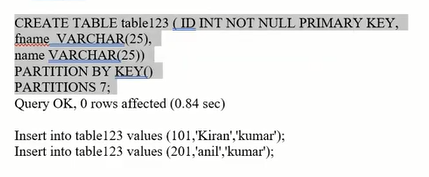 CREATE TABLE table123 ( ID INT NOT NULL PRIMARY KEY,
fname VARCHAR(25),
name VARCHAR(25))
PARTITION BY KEY()
PARTITIONS 7;
Query OK, 0 rows affected (0.84 sec)
Insert into table123 values (101,'Kiran','kumar');
Insert into table123 values (201,'anil','kumar');